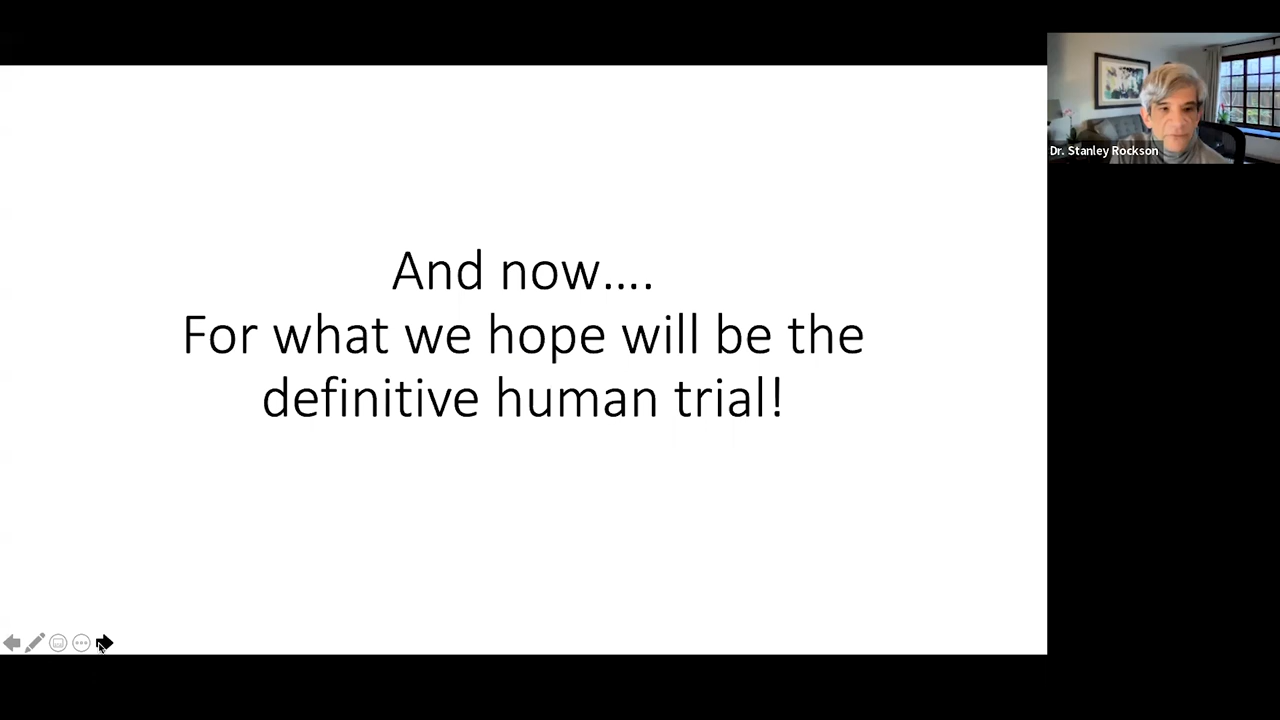 And now....
For what we hope will be the
definitive human trial!
Dr. Stanley Rockson